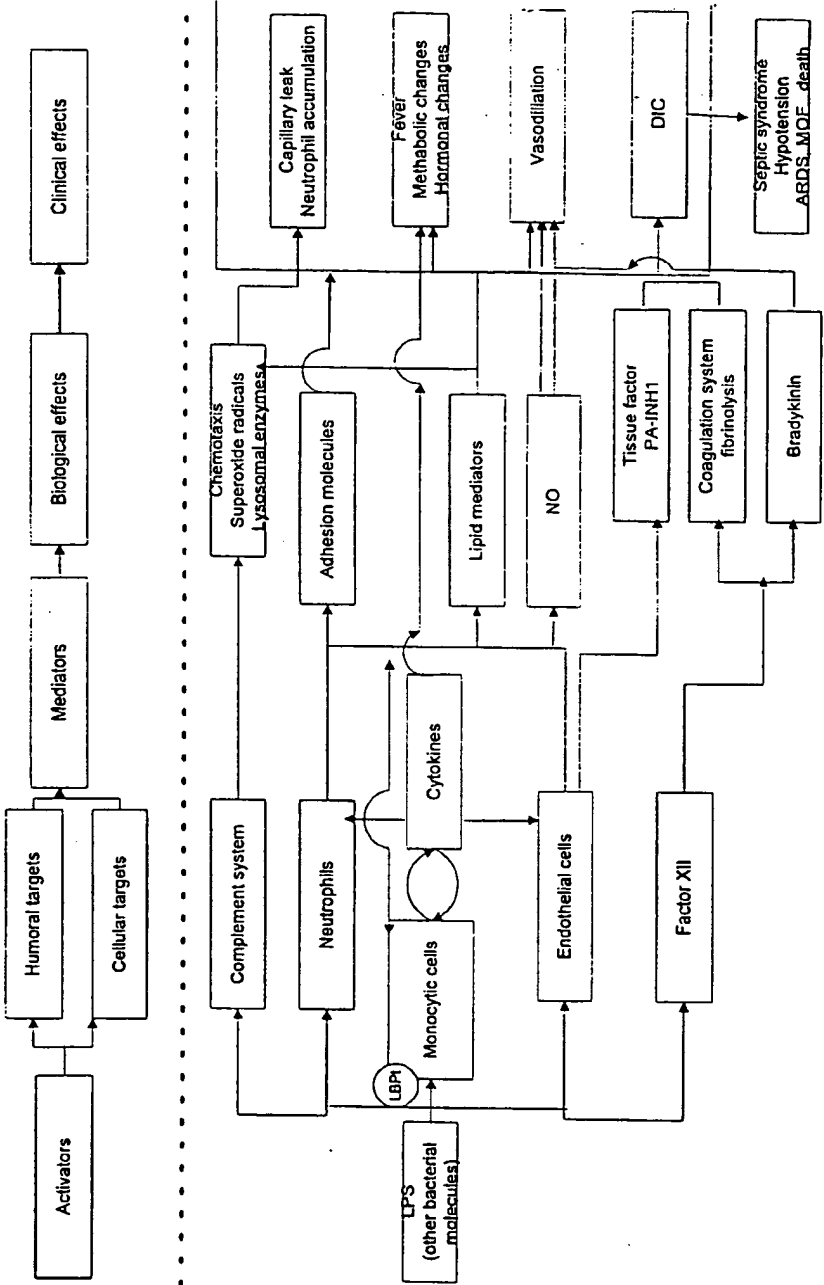 Activators
Humoral targets
Cellular targets
Mediators
Biological effects
Clinical effects
LPS
(other bacterial
molecules)
LBPt
Complement system
Neutrophils
Monocytic cells
Cytokines
Endothelial cells
Factor XII
Chemotaxis
Superoxide radicals
Lysosomal enzymes
Adhesion molecules
Lipid mediators
NO
Tissue factor
PA-INH1
Coagulation system
fibrinolysis
Bradykinin
Capillary leak
Neutrophil accumulation
Fever
Methabolic changes
Hormonal changes
Vasodillation
DIC
Septic syndrome
Hypotension
ARDS, MOF, death